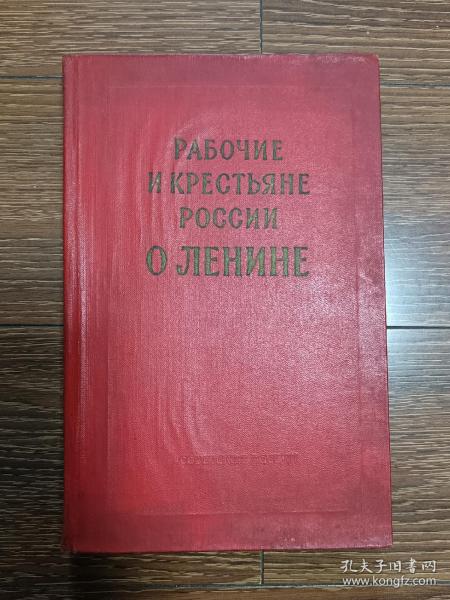 РАБОЧИЕ
И КРЕСТЬЯНЕ
РОССИИ
О ЛЕНИНЕ
孔夫子旧书网
www.kongfz.com